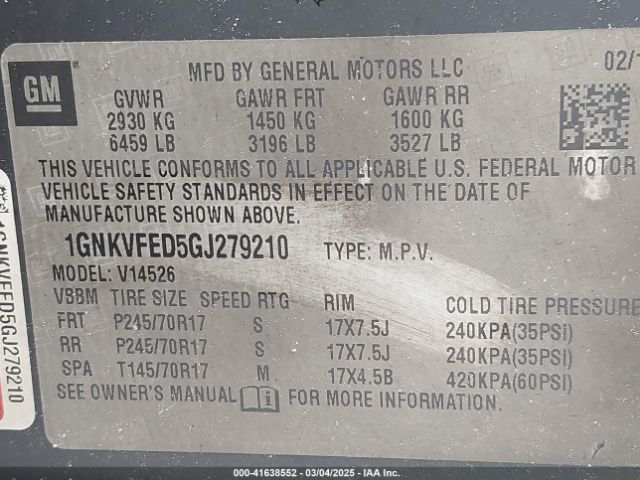 GM
®
MFD BY GENERAL MOTORS LLC
02/1
GVWR GAWR FRT GAWR RR
2930 KG 1450 KG 1600 KG
6459 LB 3196 LB 3527 LB
THIS VEHICLE CONFORMS TO ALL APPLICABLE U.S. FEDERAL MOTOR
VEHICLE SAFETY STANDARDS IN EFFECT ON THE DATE OF
MANUFACTURE SHOWN ABOVE.
1GNKVFED5GJ279210 TYPE: M.P.V.
MODEL: V14526
VBBM TIRE SIZE SPEED RTG RIM COLD TIRE PRESSURE
FRT P245/70R17 S 17X7.5J 240KPA(35PSI)
RR P245/70R17 S 17X7.5J 240KPA(35PSI)
SPA T145/70R17 M 17X4.5B 420KPA(60PSI)
SEE OWNER'S MANUAL i FOR MORE INFORMATION.
1GNKVFED5GJ279210
000-41638552 — 03/04/2025 — IAA Inc.